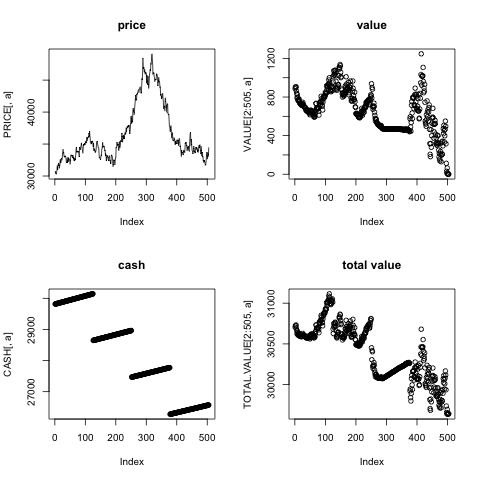 price
PRICE[, a]
30000 40000
0 100 200 300 400 500
Index
value
VALUE[2:505, a]
0 400 800 1200
0 100 200 300 400 500
Index
cash
CASH[, a]
27000 29000
0 100 200 300 400 500
Index
total value
TOTAL.VALUE[2:505, a]
30000 30500 31000
0 100 200 300 400 500
Index